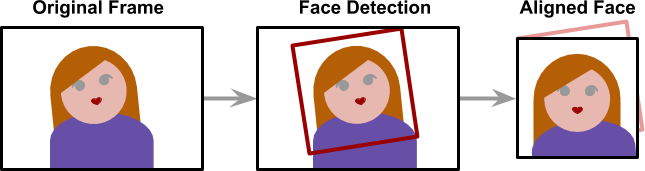 Original Frame
Face Detection
Aligned Face